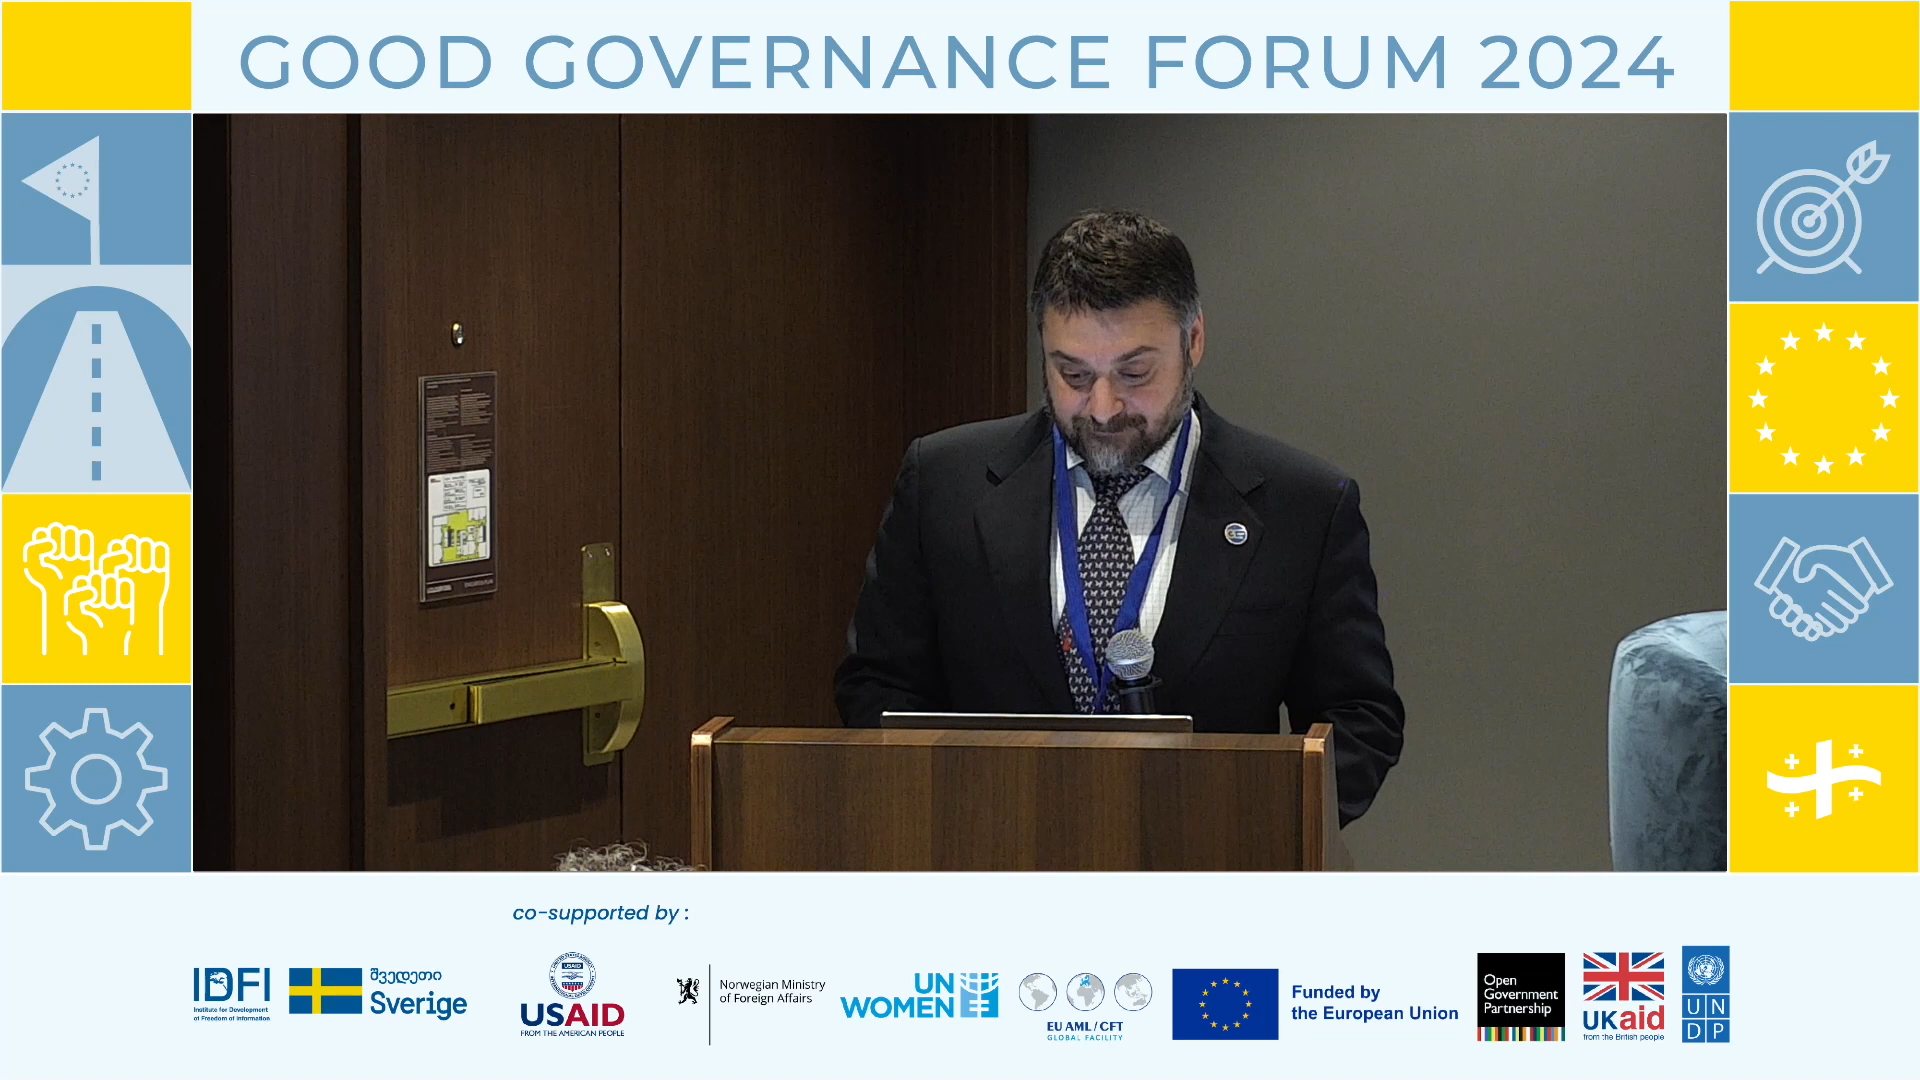 GOOD GOVERNANCE FORUM 2024
co-supported by :
IDFI
Institute for Development
of Freedom of Information
შვედეთი
Sverige
USAID
USAID
FROM THE AMERICAN PEOPLE
Norwegian Ministry
of Foreign Affairs
UN
WOMEN
EU AML / CFT
GLOBAL FACILITY
Funded by
the European Union
Open
Government
Partnership
UKaid
from the British people
U N
D P